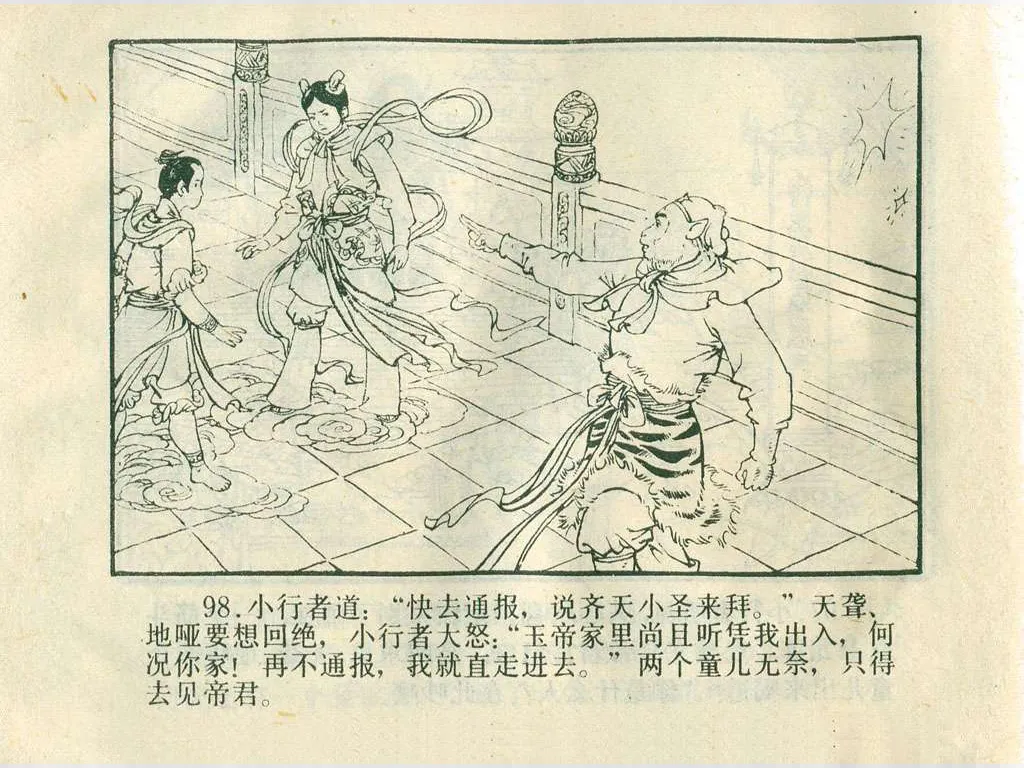 98.小行者道：“快去通报，说齐天小圣来拜。”天聋、
地哑要想回绝，小行者大怒：“玉帝家里尚且听凭我出入，何
况你家！再不通报，我就直走进去。”两个童儿无奈，只得
去见帝君。